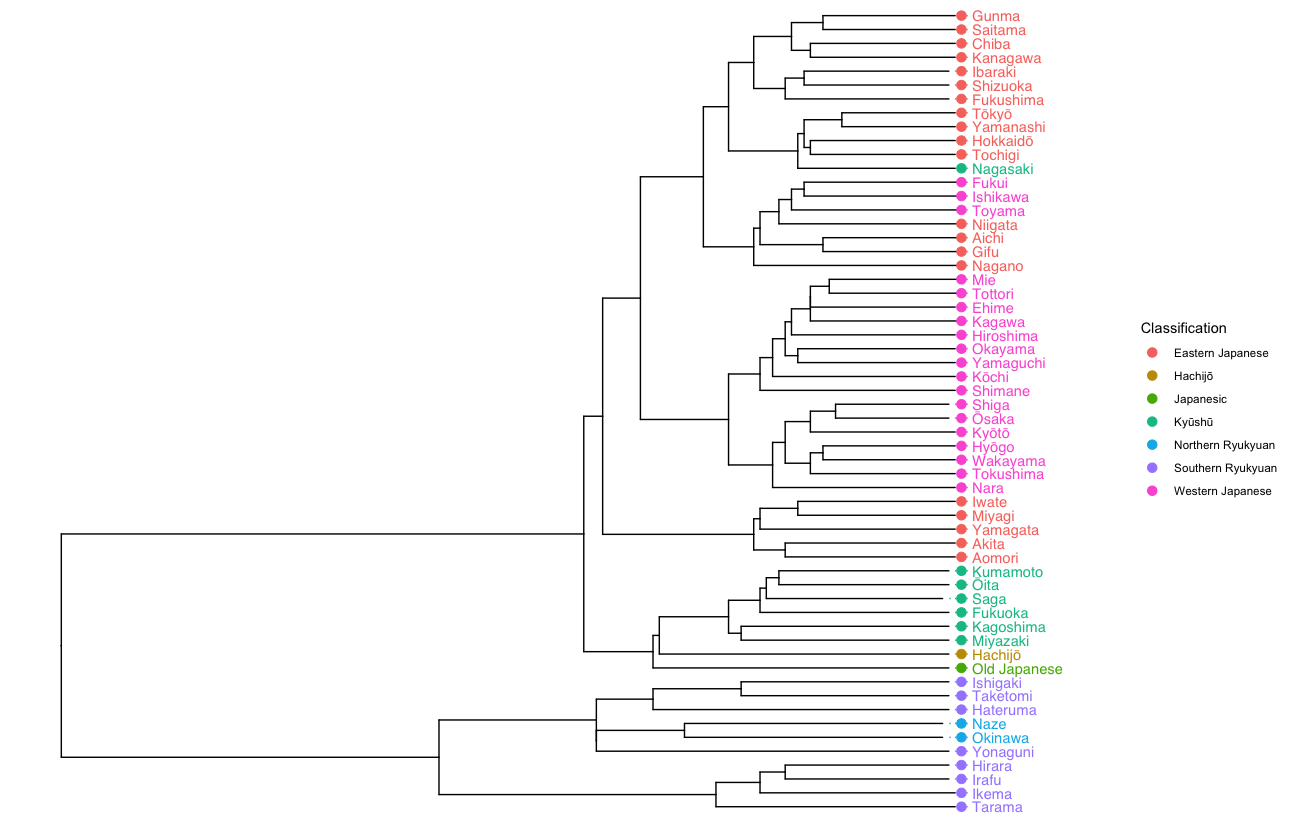 Gunma
Saitama
Chiba
Kanagawa
Ibaraki
Shizuoka
Fukushima
Tōkyō
Yamanashi
Hokkaidō
Tochigi
Nagasaki
Fukui
Ishikawa
Toyama
Niigata
Aichi
Gifu
Nagano
Mie
Tottori
Ehime
Kagawa
Hiroshima
Okayama
Yamaguchi
Kōchi
Shimane
Shiga
Ōsaka
Kyōtō
Hyōgo
Wakayama
Tokushima
Nara
Iwate
Miyagi
Yamagata
Akita
Aomori
Kumamoto
Ōita
Saga
Fukuoka
Kagoshima
Miyazaki
Hachijō
Old Japanese
Ishigaki
Taketomi
Hateruma
Naze
Okinawa
Yonaguni
Hirara
Irafu
Ikema
Tarama
Classification
Eastern Japanese
Hachijō
Japanesic
Kyūshū
Northern Ryukyuan
Southern Ryukyuan
Western Japanese